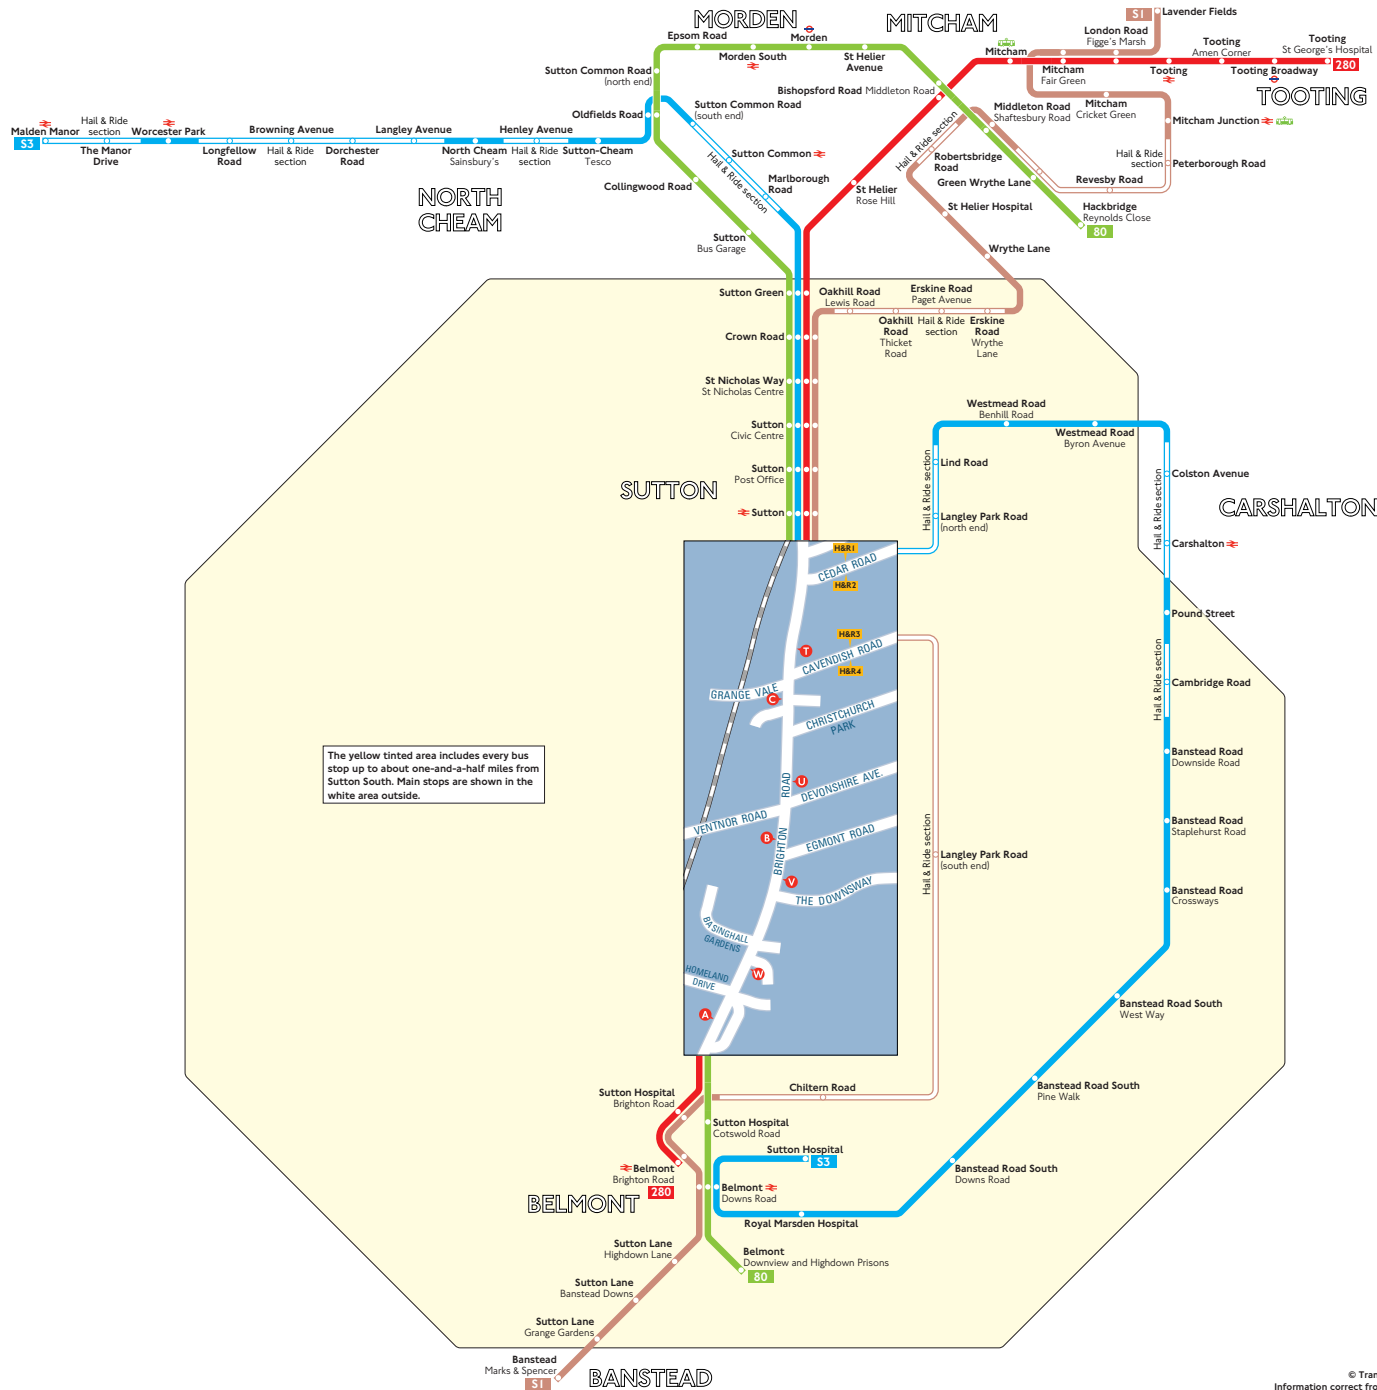 MORDEN
MITCHAM
S1
Lavender Fields
Epsom Road
Morden
Morden South
St Helier
Avenue
Mitcham
London Road
Figge's Marsh
Tooting
Amen Corner
Tooting
St George's Hospital
280
Mitcham
Fair Green
Tooting
Tooting Broadway
TOOTING
Sutton Common Road
(north end)
Bishopsford Road Middleton Road
Sutton Common Road
(south end)
Oldfields Road
Middleton Road
Shaftesbury Road
Mitcham
Cricket Green
Mitcham Junction
Malden Manor
S3
Hail & Ride
section
The Manor
Drive
Worcester Park
Longfellow
Road
Browning Avenue
Hail & Ride
section
Dorchester
Road
Langley Avenue
North Cheam
Sainsbury's
Henley Avenue
Hail & Ride
section
Sutton-Cheam
Tesco
Hail & Ride section
Sutton Common
Marlborough
Road
Hail & Ride section
Robertsbridge
Road
Green Wrythe Lane
Hail & Ride
section
Peterborough Road
Revesby Road
Collingwood Road
NORTH
CHEAM
St Helier
Rose Hill
St Helier Hospital
Hackbridge
Reynolds Close
80
Sutton
Bus Garage
Wrythe Lane
Sutton Green
Oakhill Road
Lewis Road
Erskine Road
Paget Avenue
Oakhill
Road
Thicket
Road
Hail & Ride
section
Erskine
Road
Wrythe
Lane
Crown Road
St Nicholas Way
St Nicholas Centre
Westmead Road
Benhill Road
Westmead Road
Byron Avenue
Sutton
Civic Centre
Sutton
Post Office
SUTTON
Sutton
Hail & Ride section
Lind Road
Langley Park Road
(north end)
Hail & Ride section
Colston Avenue
CARSHALTON
Carshalton
H&R1
CEDAR ROAD
H&R2
Pound Street
H&R3
T
CAVENDISH ROAD
H&R4
GRANGE VALE
C
CHRISTCHURCH
PARK
Hail & Ride section
Cambridge Road
The yellow tinted area includes every bus
stop up to about one-and-a-half miles from
Sutton South. Main stops are shown in the
white area outside.
Banstead Road
Downside Road
U
BRIGHTON ROAD
DEVONSHIRE AVE.
VENTNOR ROAD
B
EGMONT ROAD
Banstead Road
Staplehurst Road
Hail & Ride section
Langley Park Road
(south end)
V
THE DOWNSWAY
Banstead Road
Crossways
BASINGHALL
GARDENS
HOMELAND
DRIVE
W
A
Banstead Road South
West Way
Banstead Road South
Pine Walk
Sutton Hospital
Brighton Road
Chiltern Road
Sutton Hospital
Cotswold Road
Sutton Hospital
S3
Belmont
Brighton Road
280
BELMONT
Belmont
Downs Road
Banstead Road South
Downs Road
Royal Marsden Hospital
Sutton Lane
Highdown Lane
Belmont
Downview and Highdown Prisons
80
Sutton Lane
Banstead Downs
Sutton Lane
Grange Gardens
Banstead
Marks & Spencer
S1
BANSTEAD
© Tran
Information correct fro